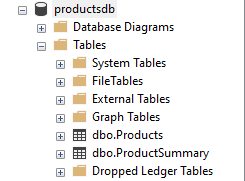 productsdb
Database Diagrams
Tables
System Tables
FileTables
External Tables
Graph Tables
dbo.Products
dbo.ProductSummary
Dropped Ledger Tables